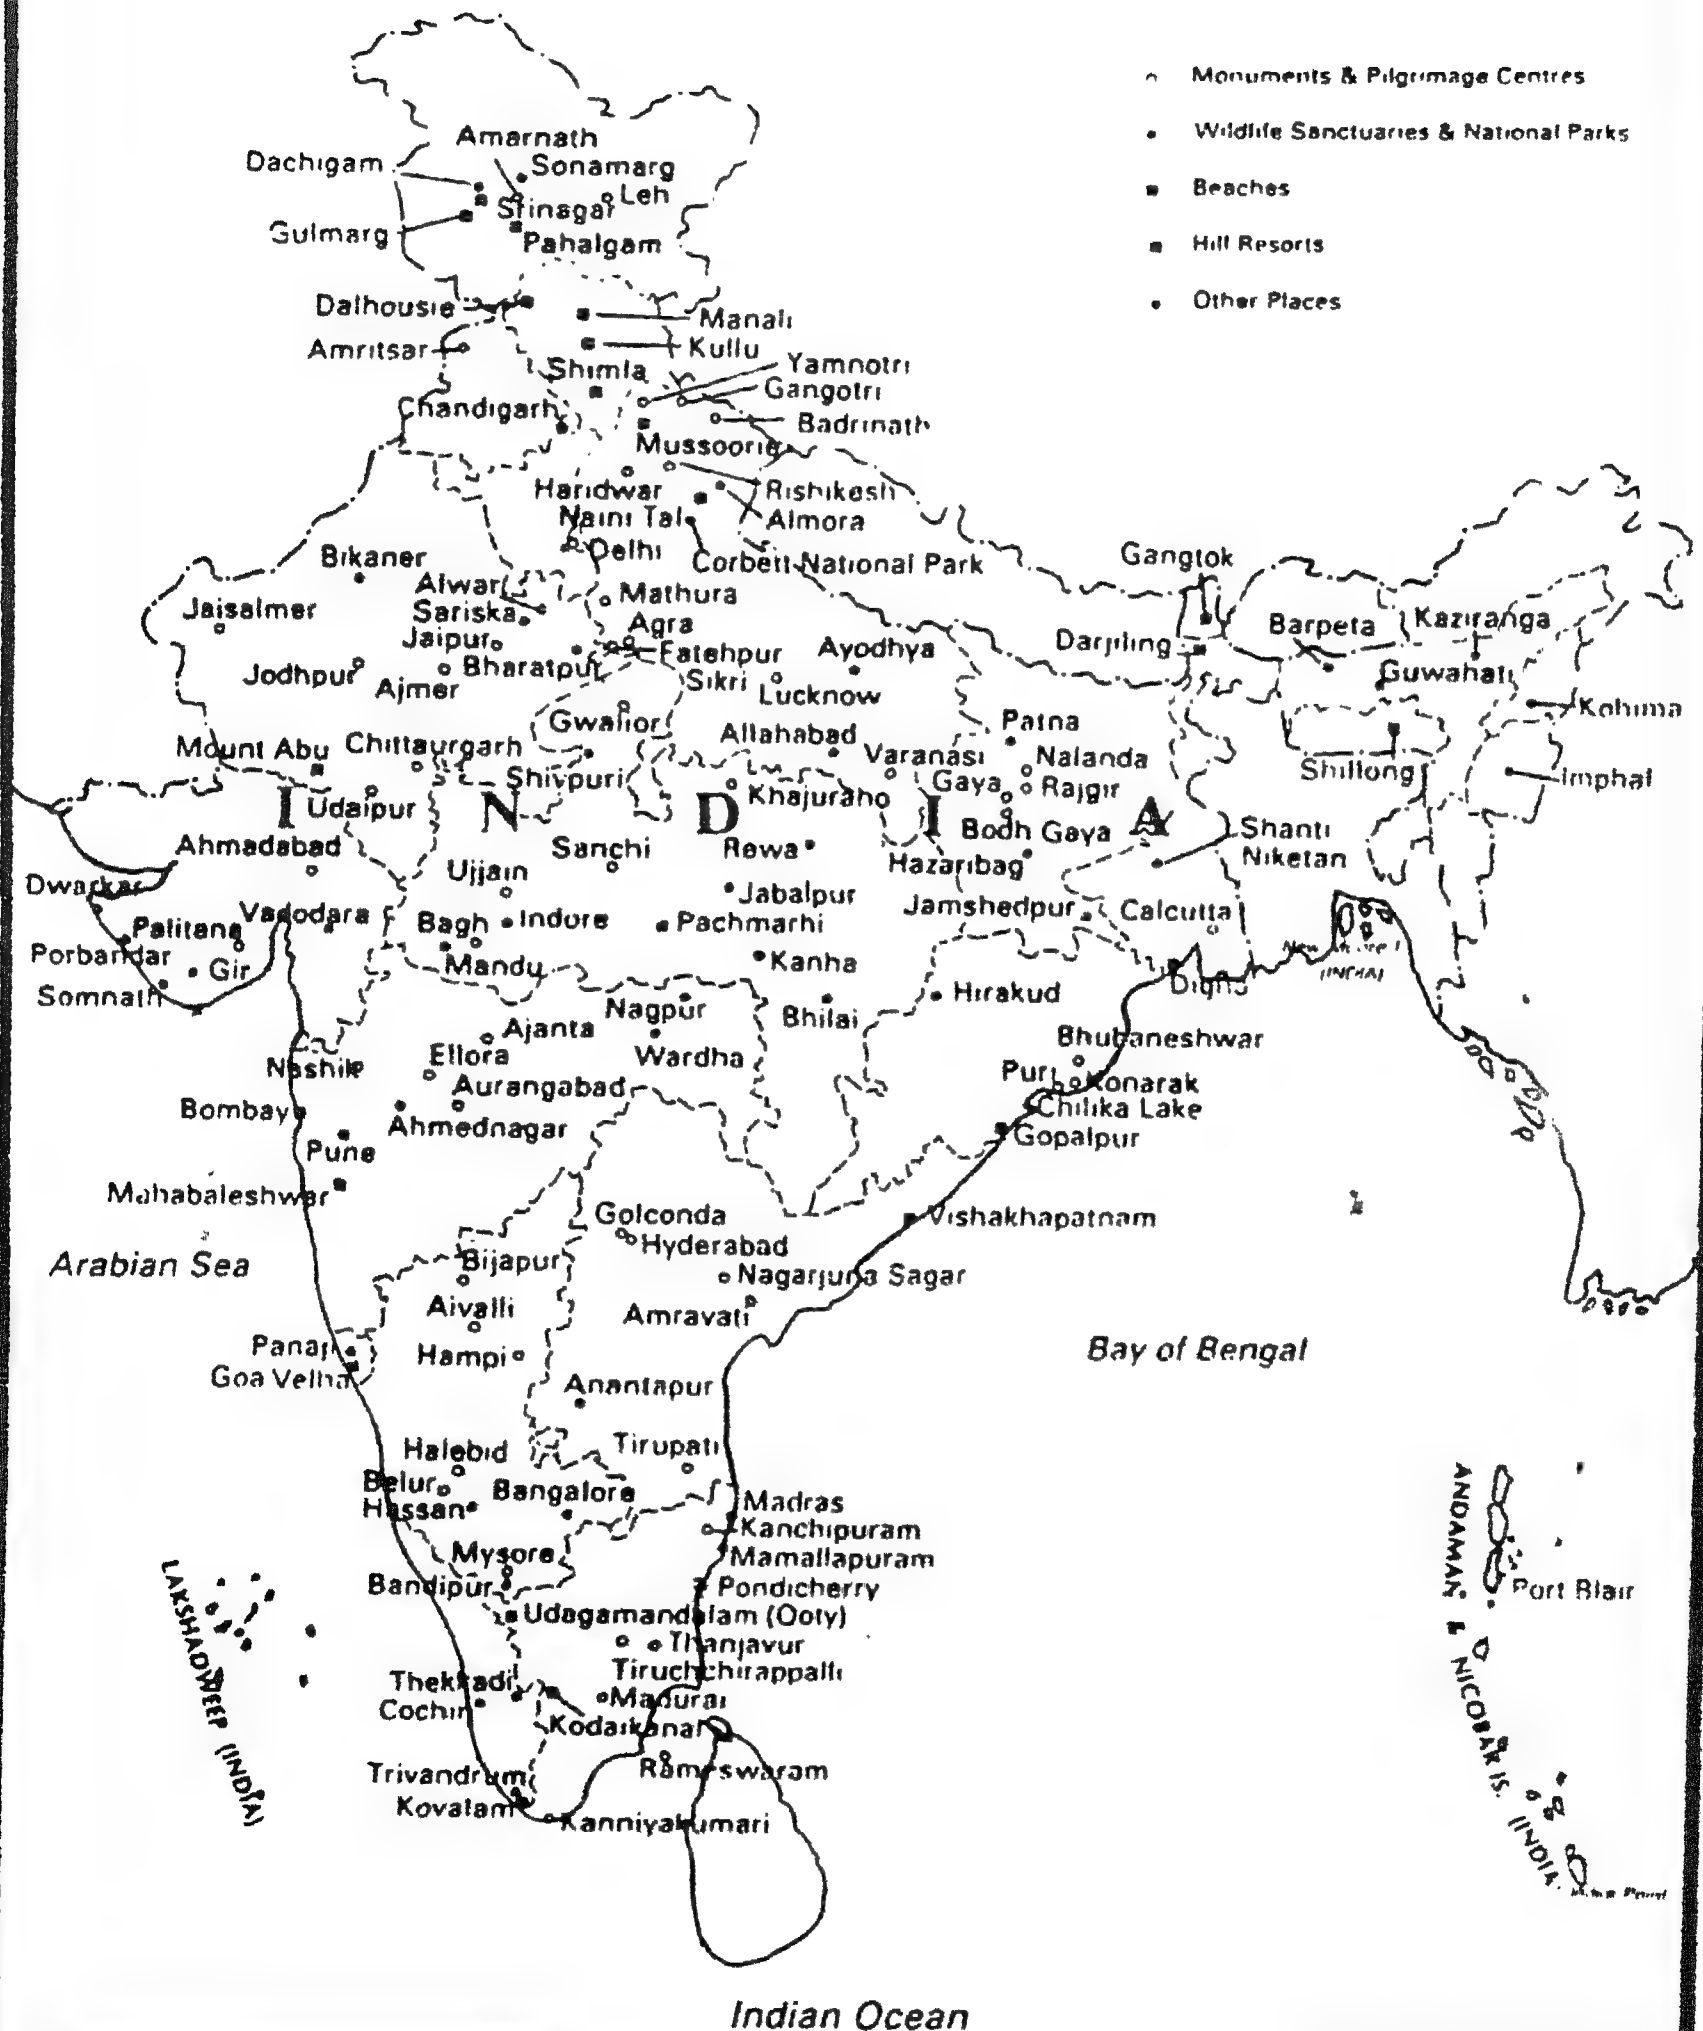 Monuments & Pilgrimage Centres
Wildlife Sanctuaries & National Parks
Beaches
Hill Resorts
Other Places
Amarnath
Dachigam
Sonamarg
Leh
Srinagar
Gulmarg
Pahalgam
Dalhousie
Manali
Amritsar
Kullu
Shimla
Yamnotri
Gangotri
Chandigarh
Badrinath
Mussoorie
Haridwar
Rishikesh
Naini Tal
Almora
Delhi
Corbett National Park
Bikaner
Gangtok
Alwar
Mathura
Jaisalmer
Sariska
Agra
Barpeta
Kaziranga
Jaipur
Fatehpur
Sikri
Ayodhya
Darjiling
Jodhpur
Bharatpur
Guwahati
Ajmer
Lucknow
Kohima
Gwalior
Patna
Allahabad
Mount Abu
Chittaurgarh
Varanasi
Nalanda
Shivpuri
Gaya
Rajgir
Shillong
Imphal
Udaipur
Khajuraho
I N D I A
Bodh Gaya
Shanti
Niketan
Ahmadabad
Sanchi
Rewa
Hazaribag
Ujjain
Dwarka
Jabalpur
Vadodara
Bagh
Indore
Pachmarhi
Jamshedpur
Calcutta
Palitana
Porbandar
Gir
Mandu
Kanha
(INDIA)
Somnath
Hirakud
Digha
Nagpur
Bhilai
Ajanta
Ellora
Wardha
Bhubaneshwar
Nashik
Aurangabad
Puri
Konarak
Bombay
Ahmednagar
Chilika Lake
Pune
Gopalpur
Mahabaleshwar
Golconda
Vishakhapatnam
Hyderabad
Arabian Sea
Bijapur
Nagarjuna Sagar
Aivalli
Amravati
Panaji
Hampi
Bay of Bengal
Goa Velha
Anantapur
Halebid
Tirupati
Belur
Bangalore
Hassan
Madras
Kanchipuram
Mysore
Mamallapuram
Bandipur
Pondicherry
Udagamandalam (Ooty)
Thanjavur
Tiruchchirappalli
Thekkadi
Madurai
Cochin
Kodaikanal
Rameswaram
Trivandrum
Kovalam
Kanniyakumari
LAKSHADWEEP (INDIA)
ANDAMAN & NICOBAR IS. (INDIA)
Port Blair
Indian Ocean